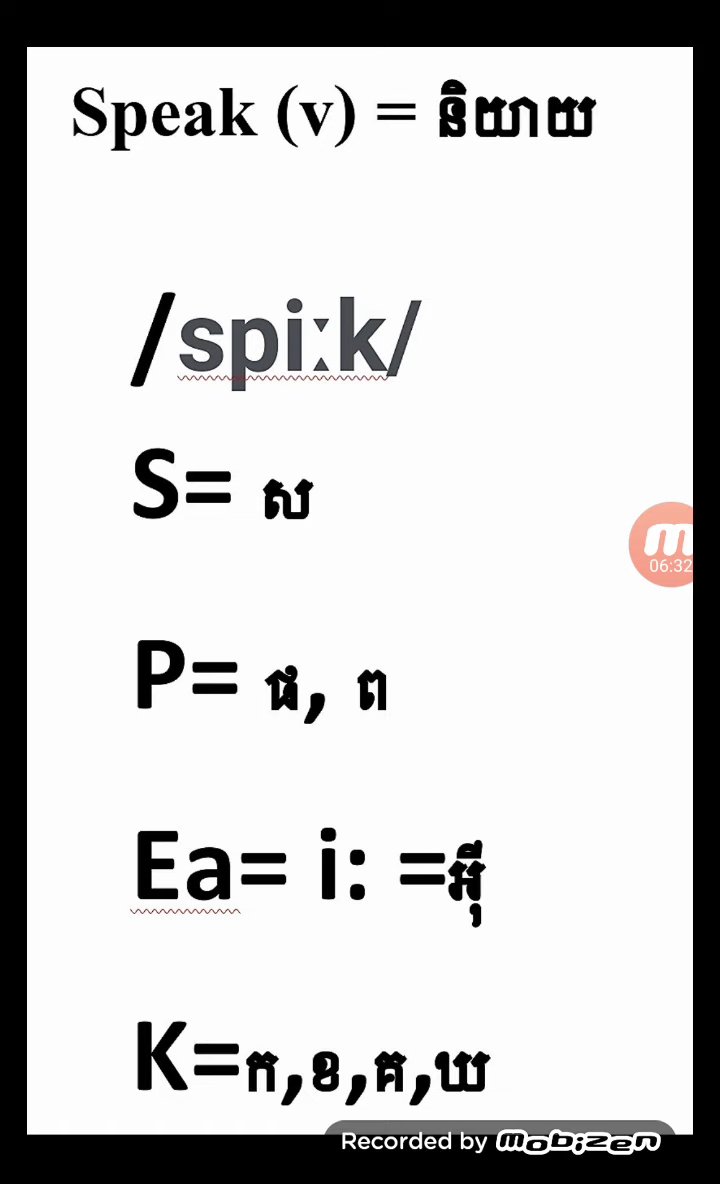 Speak (v) = និយាយ
/spiːk/
S= ស
P= ផ, ព
06:32
Ea= i: =អ៊ី
K=ក,ខ,គ,ឃ
Recorded by mobizen